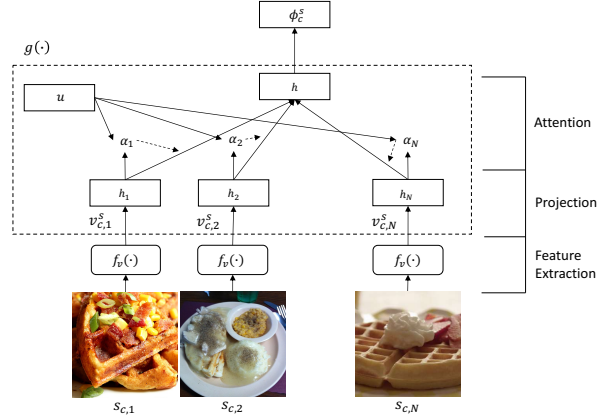 ϕ_c^s
g(·)
u
h
α_1
α_2
α_N
Attention
h_1
h_2
h_N
Projection
v_{c,1}^s
v_{c,2}^s
v_{c,N}^s
f_v(·)
f_v(·)
f_v(·)
Feature
Extraction
s_{c,1}
s_{c,2}
s_{c,N}